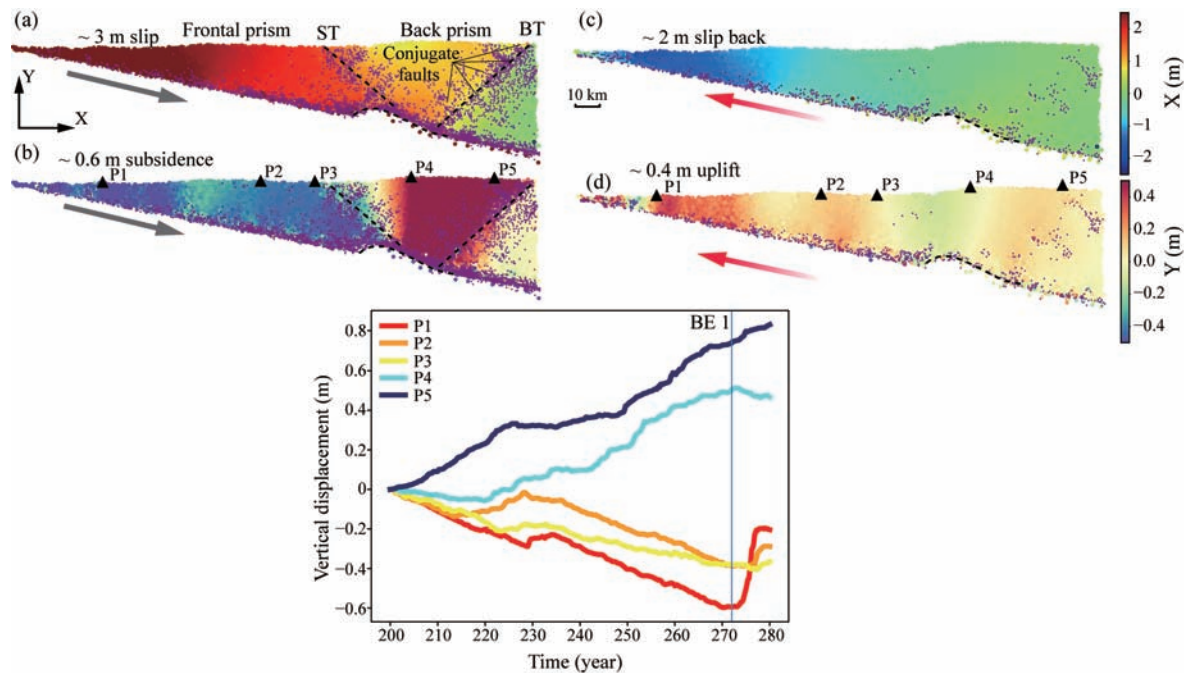 (a)
~ 3 m slip
Frontal prism
ST
Back prism
BT
Conjugate
faults
Y
X
(b)
~ 0.6 m subsidence
P1
P2
P3
P4
P5
(c)
~ 2 m slip back
10 km
2
1
0
−1
−2
X (m)
(d)
~ 0.4 m uplift
P1
P2
P3
P4
P5
0.4
0.2
0.0
−0.2
−0.4
Y (m)
BE 1
P1
P2
P3
P4
P5
0.8
0.6
0.4
0.2
0
−0.2
−0.4
−0.6
Vertical displacement (m)
200 210 220 230 240 250 260 270 280
Time (year)